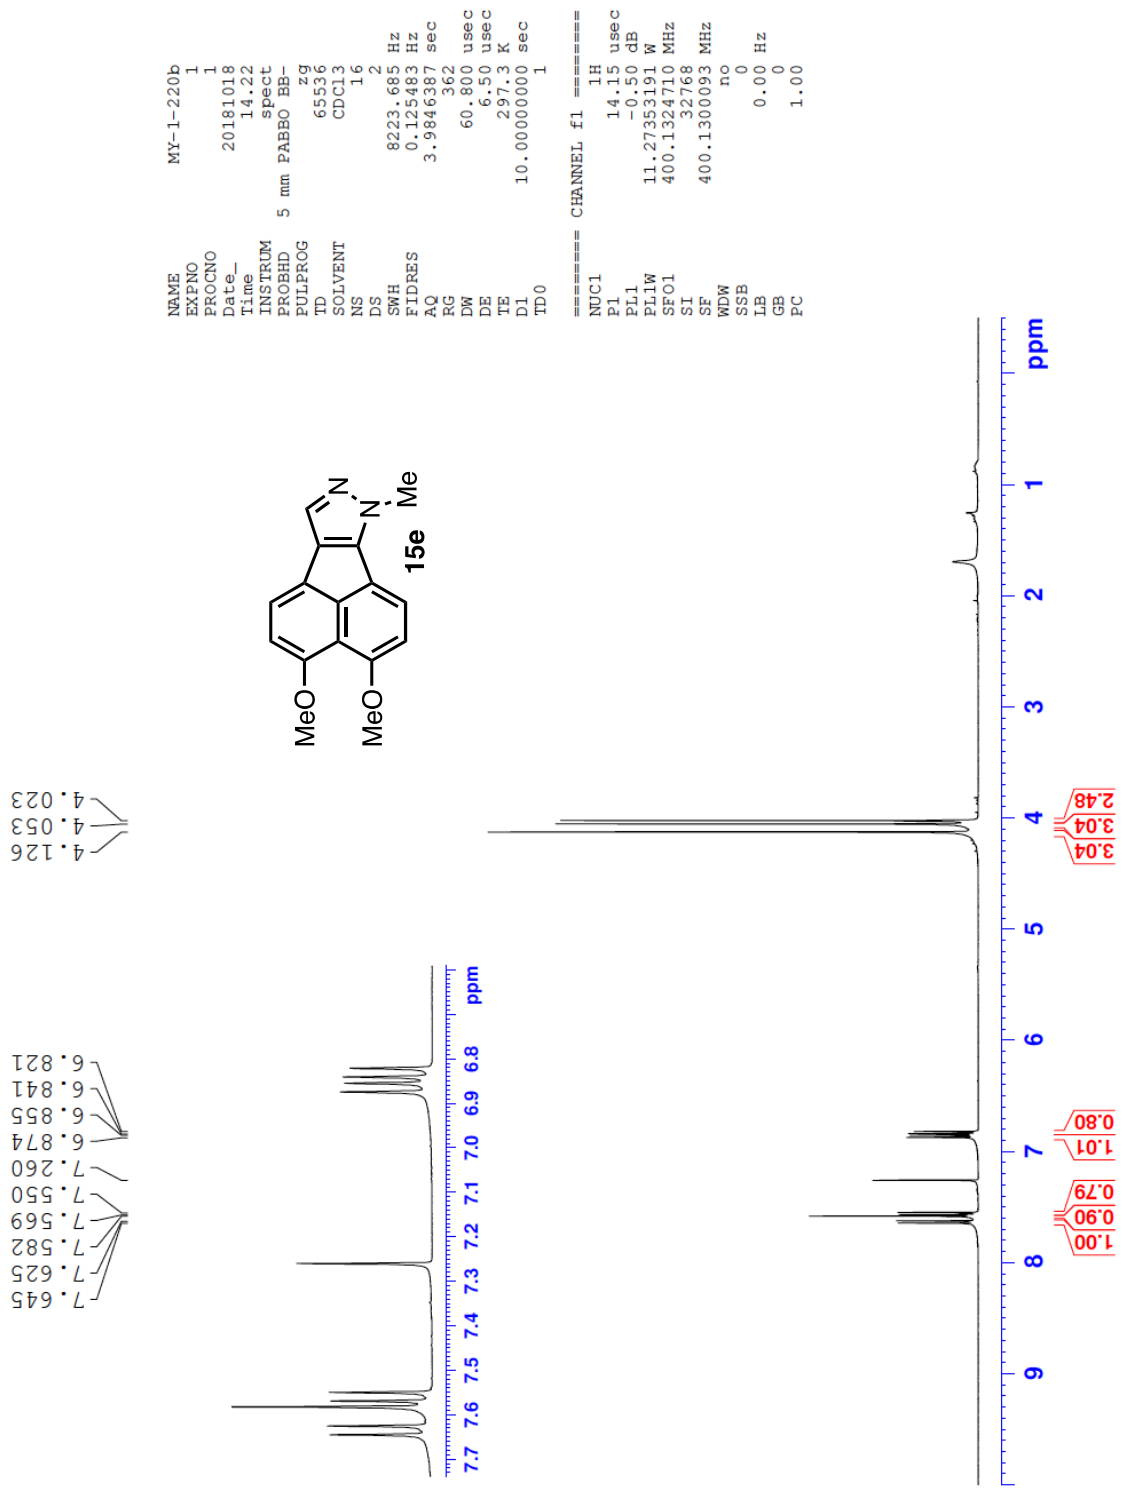 NAME MY-1-220b
EXPNO 1
PROCNO 1
Date_ 20181018
Time 14.22
INSTRUM spect
PROBHD 5 mm PABBO BB-
PULPROG zg
TD 65536
SOLVENT CDCl3
NS 16
DS 2
SWH 8223.685 Hz
FIDRES 0.125483 Hz
AQ 3.9846387 sec
RG 362
DW 60.800 usec
DE 6.50 usec
TE 297.3 K
D1 10.00000000 sec
TD0 1
======== CHANNEL f1 ========
NUC1 1H
P1 14.15 usec
PL1 -0.50 dB
PL1W 11.27353191 W
SFO1 400.1324710 MHz
SI 32768
SF 400.1300093 MHz
WDW no
SSB 0
LB 0.00 Hz
GB 0
PC 1.00
MeO
MeO
N
N
Me
15e
7.645
7.625
7.582
7.569
7.550
7.260
6.874
6.855
6.841
6.821
4.126
4.053
4.023
7.7 7.6 7.5 7.4 7.3 7.2 7.1 7.0 6.9 6.8 ppm
9 8 7 6 5 4 3 2 1 ppm
1.00
0.90
0.79
1.01
0.80
3.04
3.04
2.48